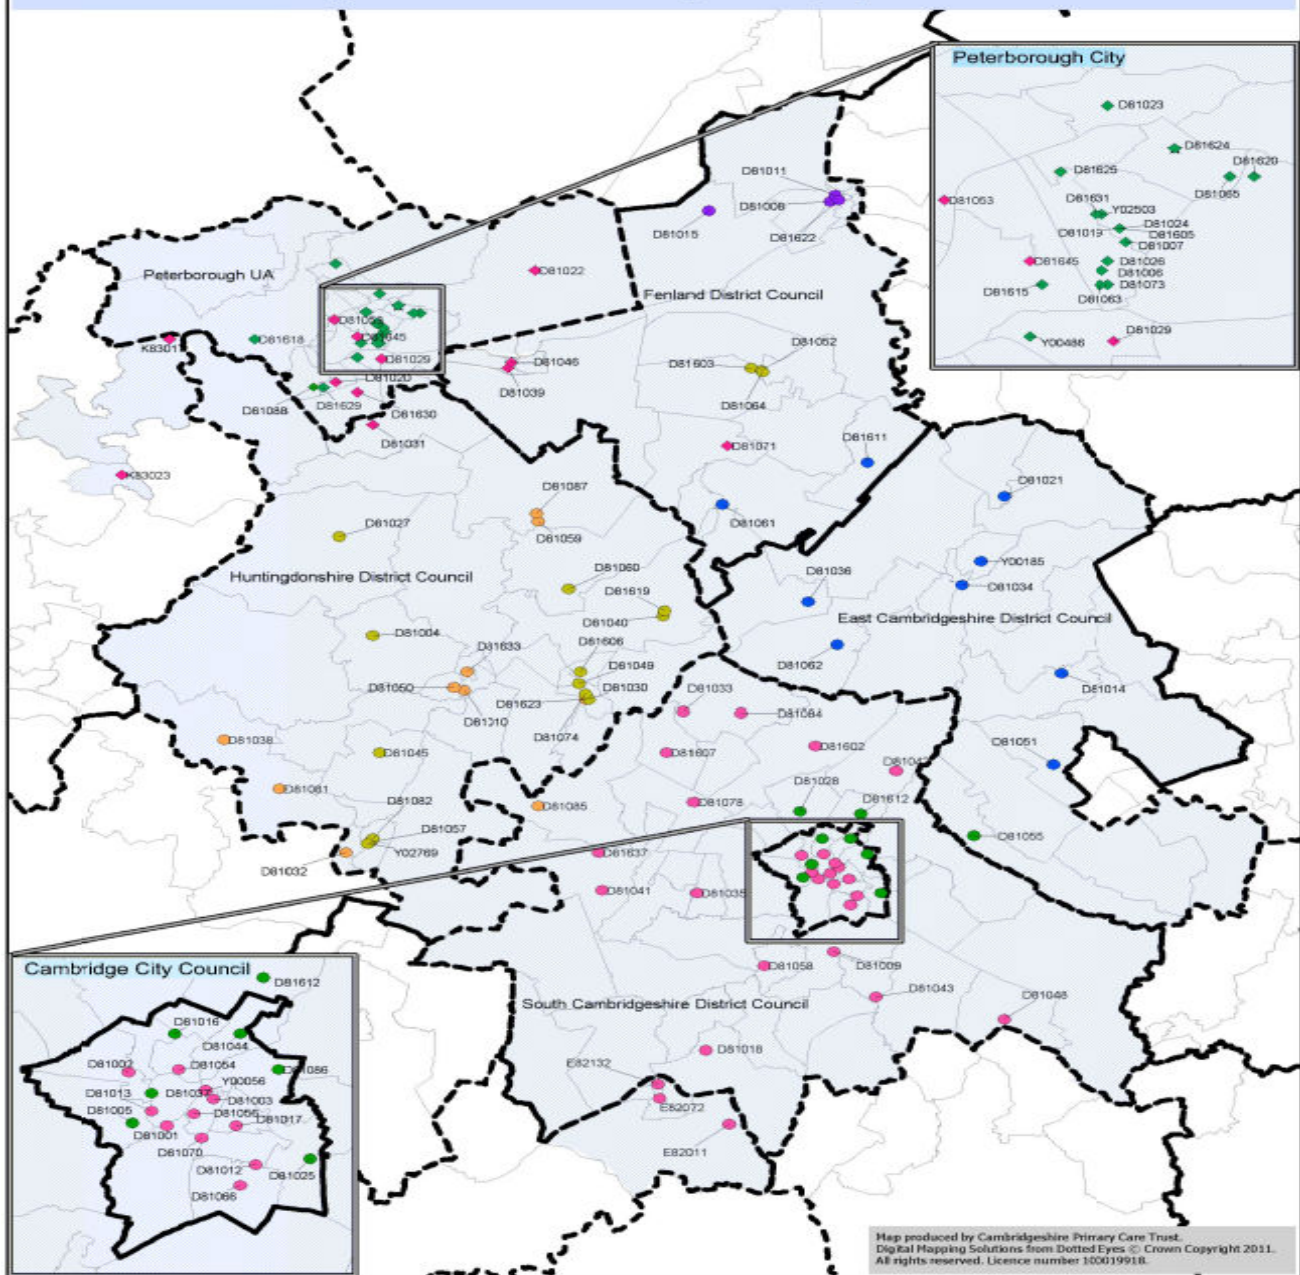 Peterborough City
D81023
D81624
D81620
D81625
D81065
D81053
D81631
Y02503
D81024
D81019
D81605
D81007
D81645
D81026
D81006
D81615
D81073
D81063
D81029
Y00486
D81011
D81008
D81015
D81622
Peterborough UA
D81022
Fenland District Council
D81645
D81618
D81029
D81046
D81052
D81603
D81020
D81039
D81064
D81088
D81629
D81630
D81031
D81071
D81611
K83023
D81021
D81087
D81027
D81061
D81059
Y00185
D81060
D81036
Huntingdonshire District Council
D81034
D81619
East Cambridgeshire District Council
D81040
D81004
D81606
D81633
D81049
D81062
D81050
D81030
D81033
D81014
D81623
D81084
D81010
D81074
D81038
D81045
D81607
D81602
D81051
D81028
D81081
D81082
D81085
D81078
D81612
D81057
D81055
Y02769
D81637
D81032
D81041
D81035
D81058
D81009
Cambridge City Council
D81612
D81043
D81048
South Cambridgeshire District Council
D81016
D81044
D81018
D81002
D81054
D81086
E82132
Y00056
D81013
D81037
D81003
D81005
D81056
D81017
E82072
D81001
D81070
E82011
D81012
D81025
D81066
Map produced by Cambridgeshire Primary Care Trust.
Digital Mapping Solutions from Dotted Eyes © Crown Copyright 2011.
All rights reserved. Licence number 100019918.